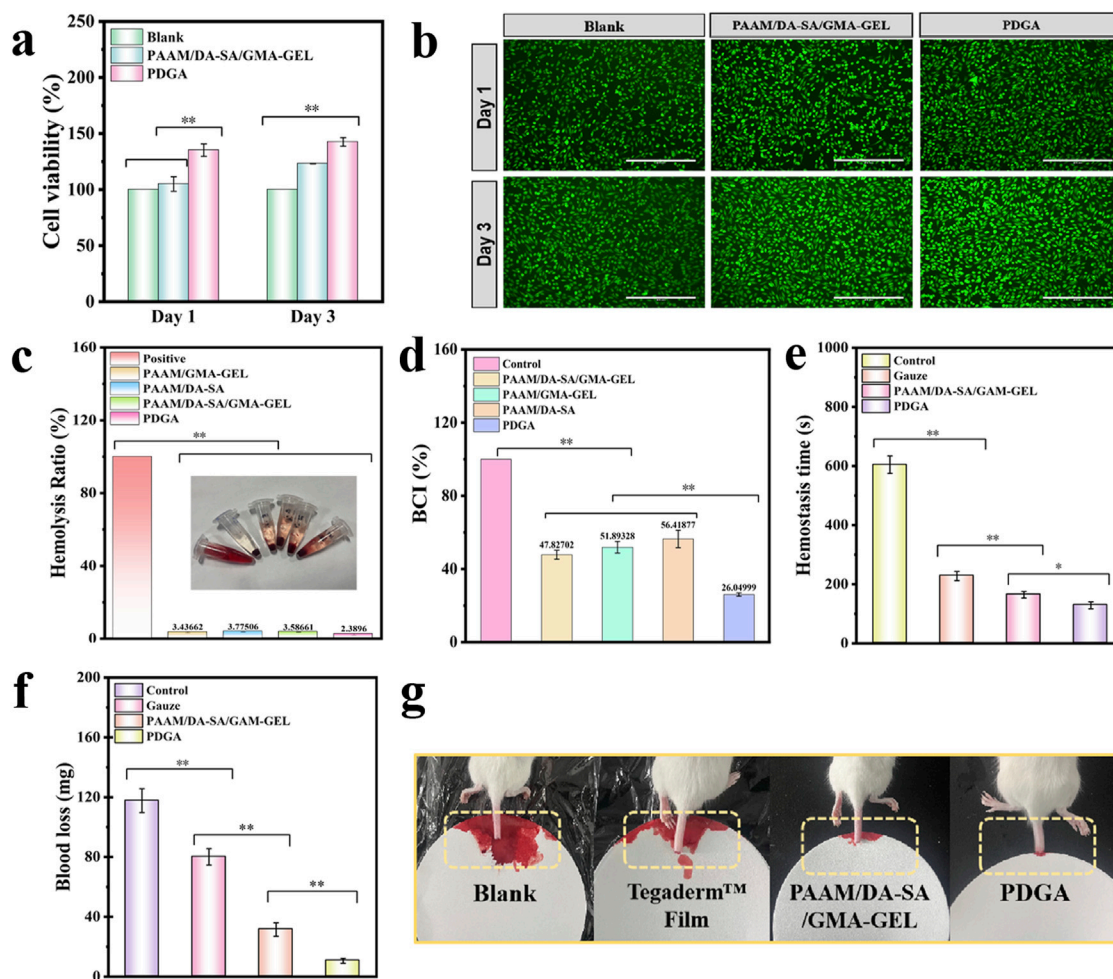 a
Blank
PAAM/DA-SA/GMA-GEL
PDGA
**
**
Cell viability (%)
250
200
150
100
50
0
Day 1
Day 3
b
Blank
PAAM/DA-SA/GMA-GEL
PDGA
Day 1
Day 3
c
Positive
PAAM/GMA-GEL
PAAM/DA-SA
PAAM/DA-SA/GMA-GEL
PDGA
**
Hemolysis Ratio (%)
160
120
80
40
0
3.43662
3.77506
3.58661
2.3896
d
Control
PAAM/DA-SA/GMA-GEL
PAAM/GMA-GEL
PAAM/DA-SA
PDGA
**
**
BCI (%)
160
120
80
40
0
47.82702
51.89328
56.41877
26.04999
e
Control
Gauze
PAAM/DA-SA/GAM-GEL
PDGA
**
**
*
Hemostasis time (s)
1000
800
600
400
200
0
f
Control
Gauze
PAAM/DA-SA/GAM-GEL
PDGA
**
**
**
Blood loss (mg)
200
160
120
80
40
0
g
Blank
Tegaderm™
Film
PAAM/DA-SA
/GMA-GEL
PDGA